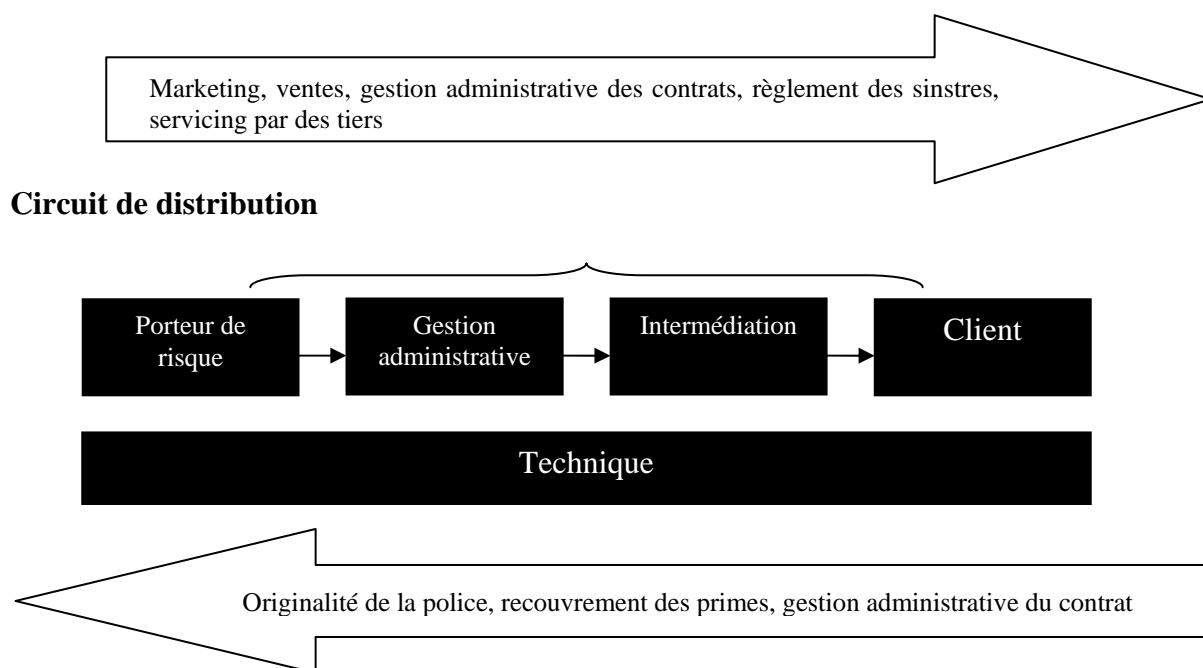 Marketing, ventes, gestion administrative des contrats, règlement des sinstres,
servicing par des tiers
Circuit de distribution
Porteur de
risque
Gestion
administrative
Intermédiation
Client
Technique
Originalité de la police, recouvrement des primes, gestion administrative du contrat